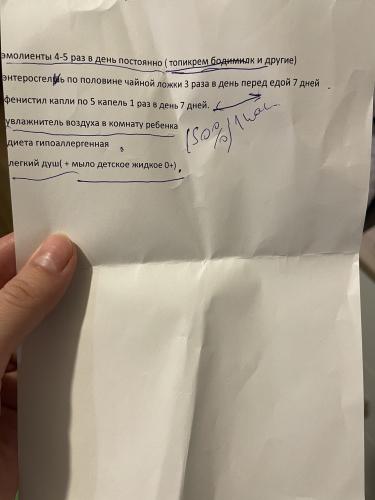 эмолиенты 4-5 раз в день постоянно ( топикрем бодимилк и другие)
энтеросгель по половине чайной ложки 3 раза в день перед едой 7 дней
фенистил капли по 5 капель 1 раз в день 7 дней.
увлажнитель воздуха в комнату ребенка
(50%)
диета гипоаллергенная
легкий душ( + мыло детское жидкое 0+)